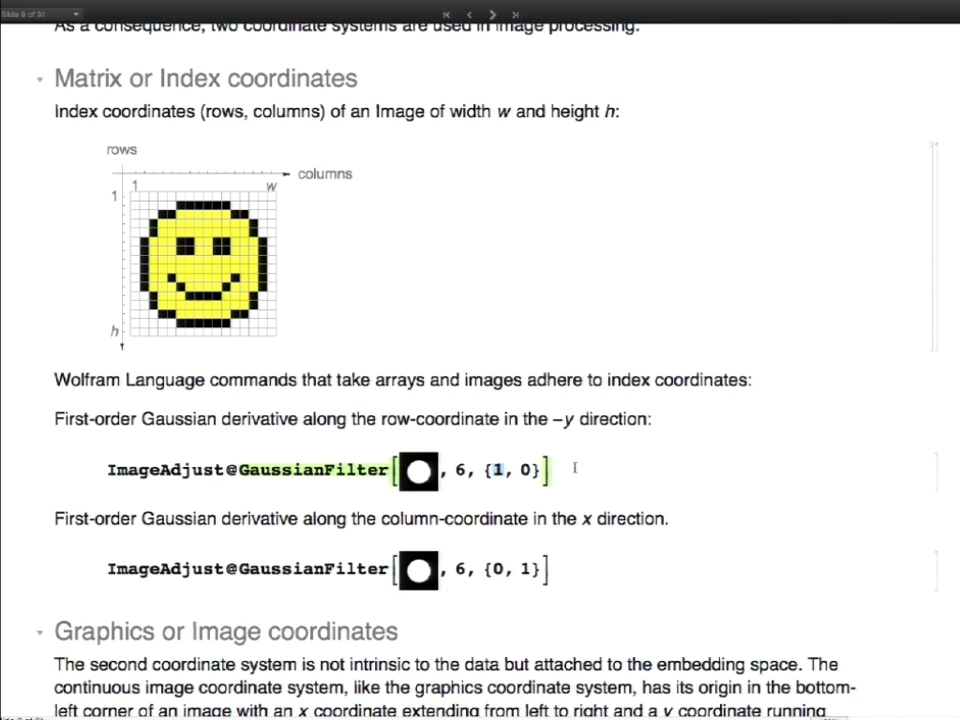 Slide 9 of 31
As a consequence, two coordinate systems are used in image processing.
Matrix or Index coordinates
Index coordinates (rows, columns) of an Image of width w and height h:
rows
columns
1
w
1
h
Wolfram Language commands that take arrays and images adhere to index coordinates:
First-order Gaussian derivative along the row-coordinate in the –y direction:
ImageAdjust@GaussianFilter[ , 6, {1, 0}]
First-order Gaussian derivative along the column-coordinate in the x direction.
ImageAdjust@GaussianFilter[ , 6, {0, 1}]
Graphics or Image coordinates
The second coordinate system is not intrinsic to the data but attached to the embedding space. The
continuous image coordinate system, like the graphics coordinate system, has its origin in the bottom-
left corner of an image with an x coordinate extending from left to right and a y coordinate running